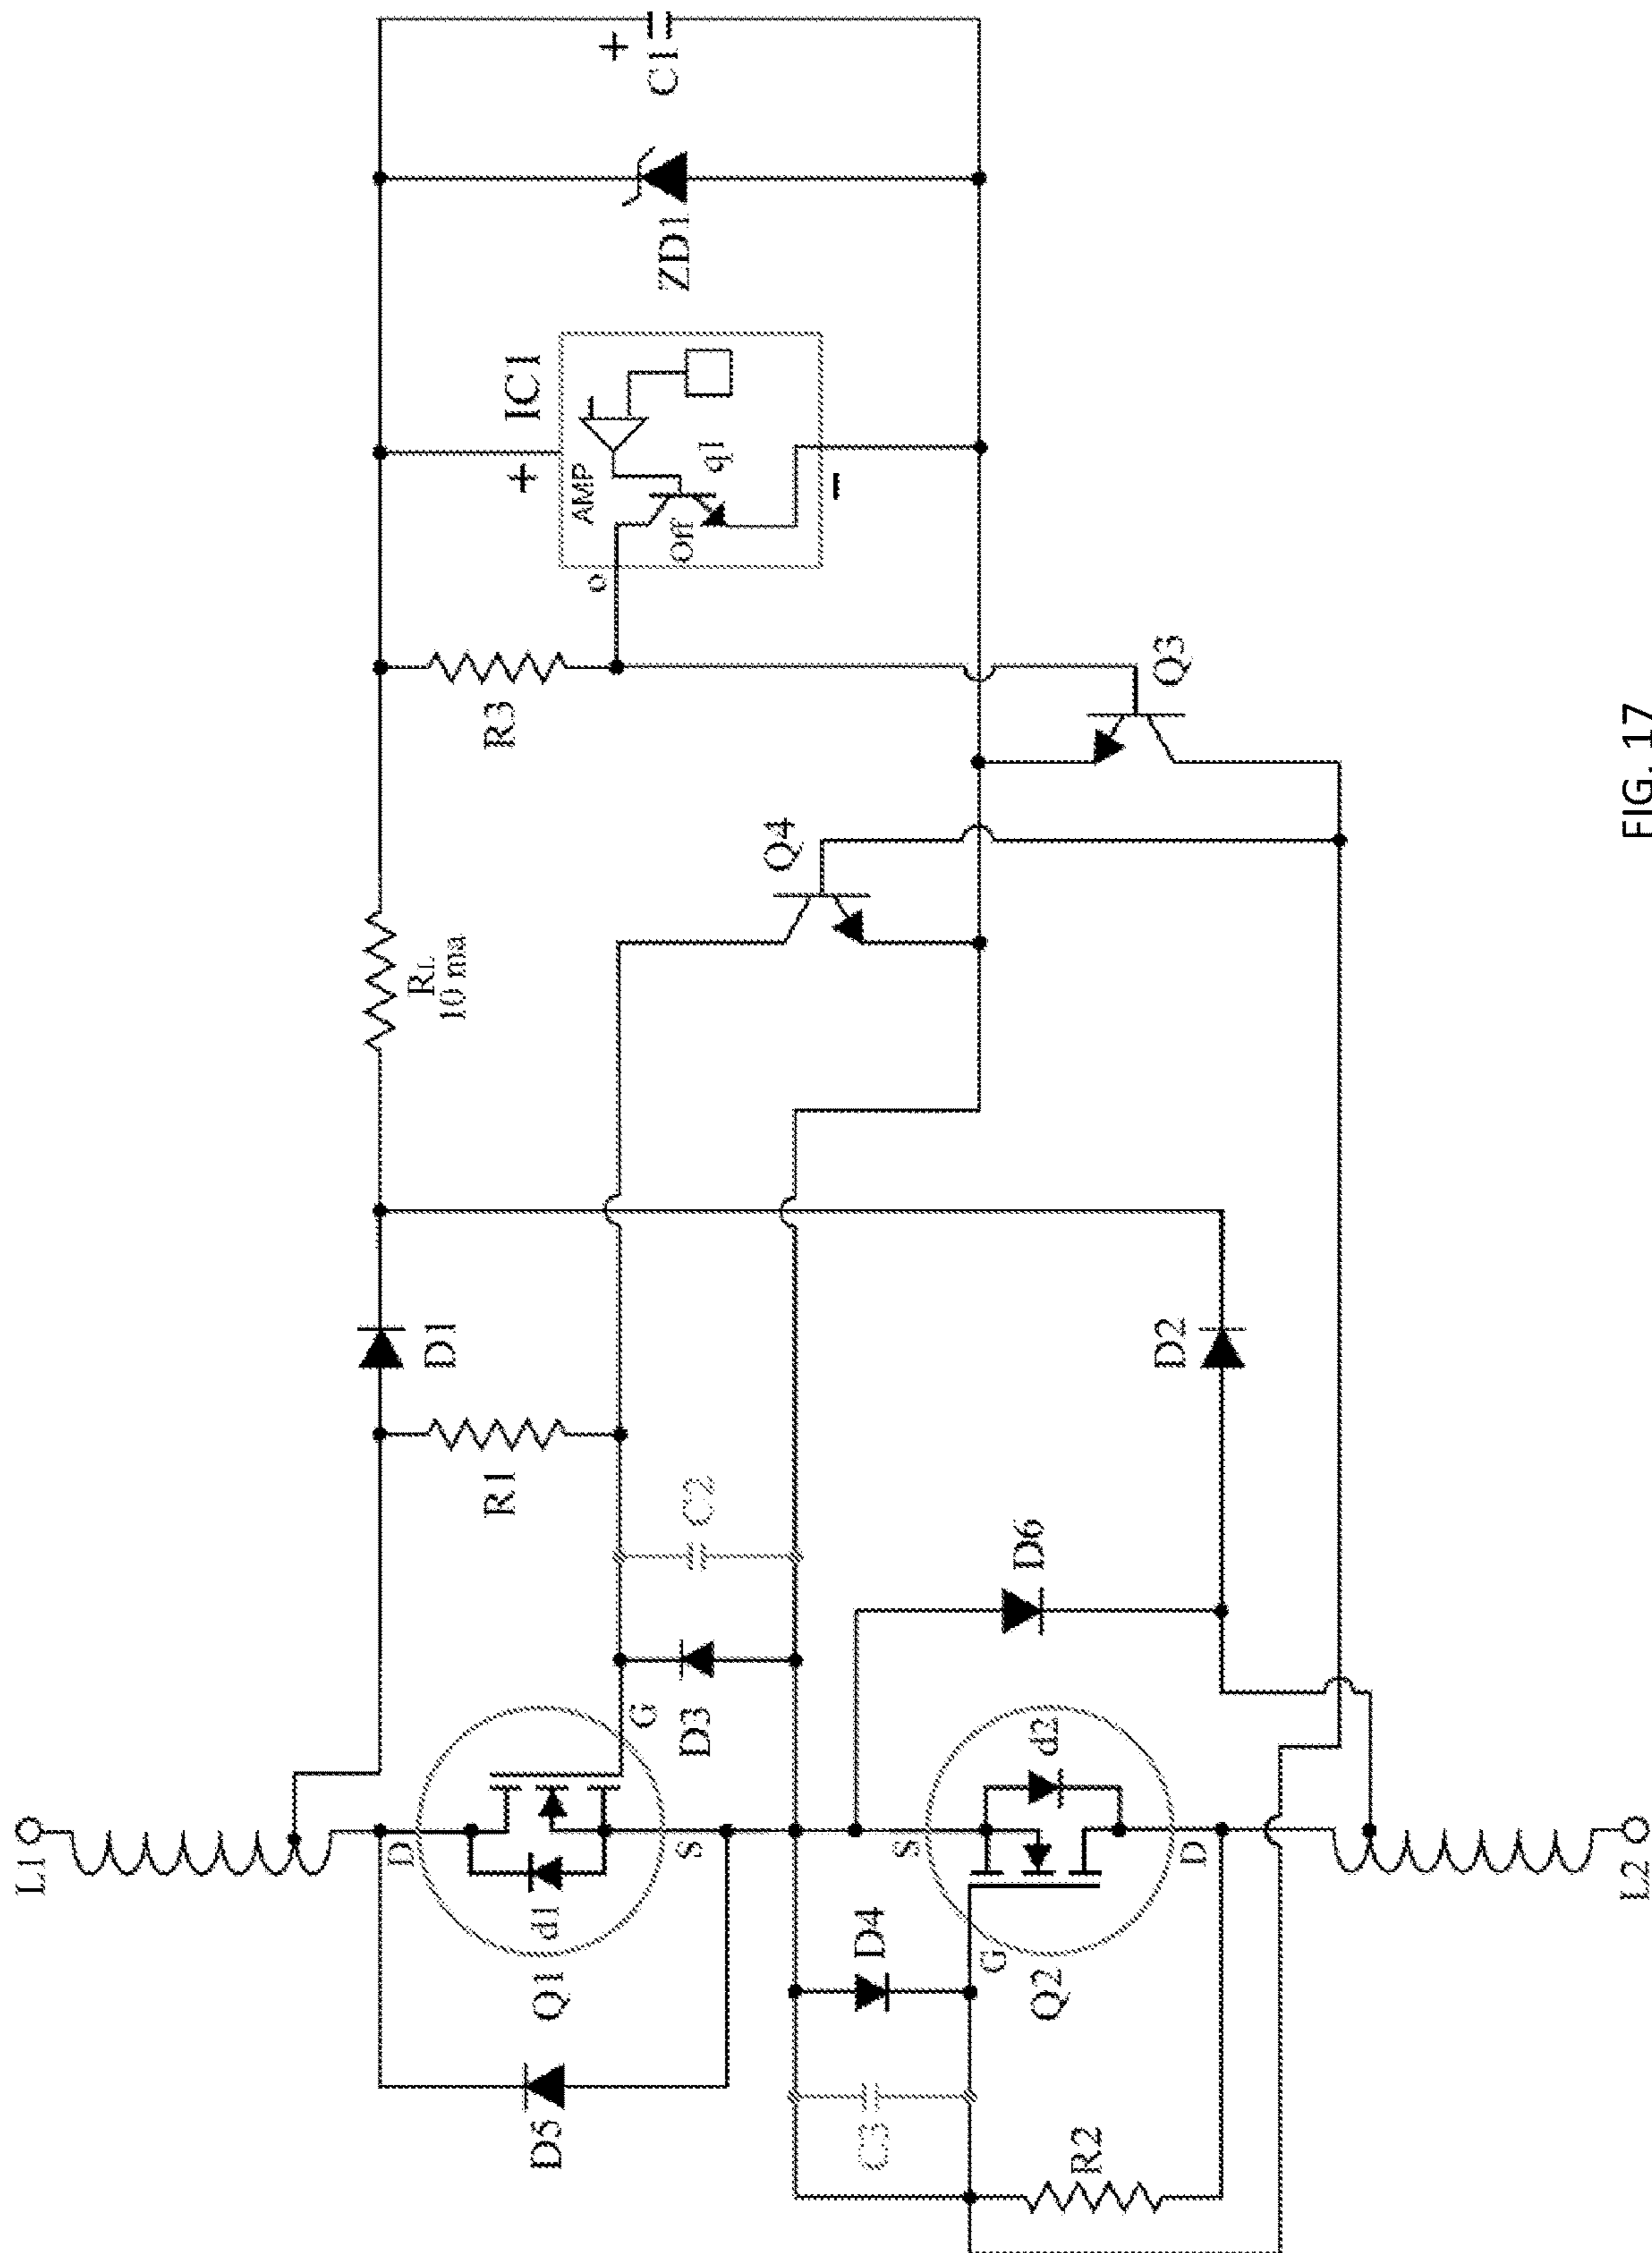 L1
D
d1
Q1
D5
S
G
D3
C2
R1
D1
R1.
10 ma
R3
IC1
+
AMP
q1
Off
o
-
ZD1
+
C1
Q4
Q3
D4
C3
S
G
Q2
d2
D
R2
D6
D2
L2
FIG. 17